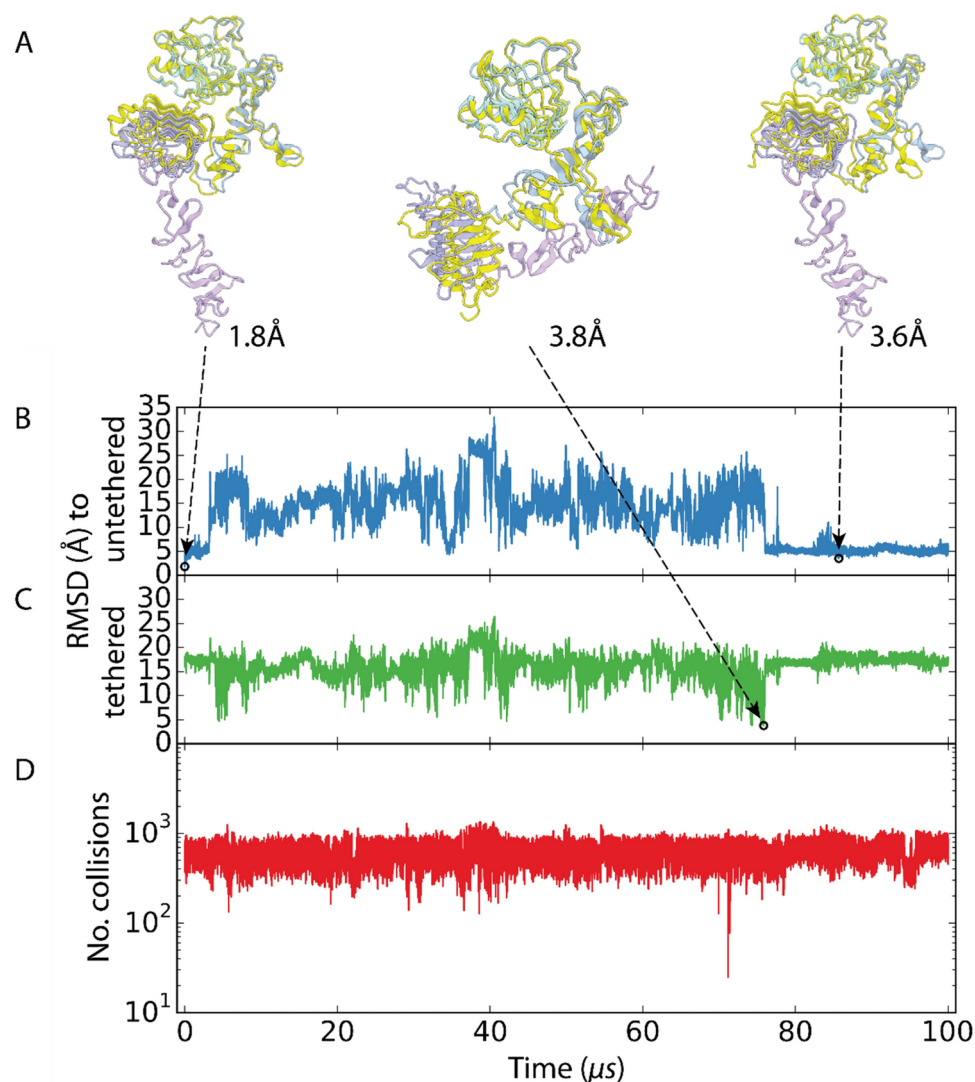 A
1.8Å
3.8Å
3.6Å
B
RMSD (Å) to
untethered
35
30
25
20
15
10
5
0
C
tethered
30
25
20
15
10
5
0
D
No. collisions
10³
10²
10¹
0
20
40
60
80
100
Time (μs)